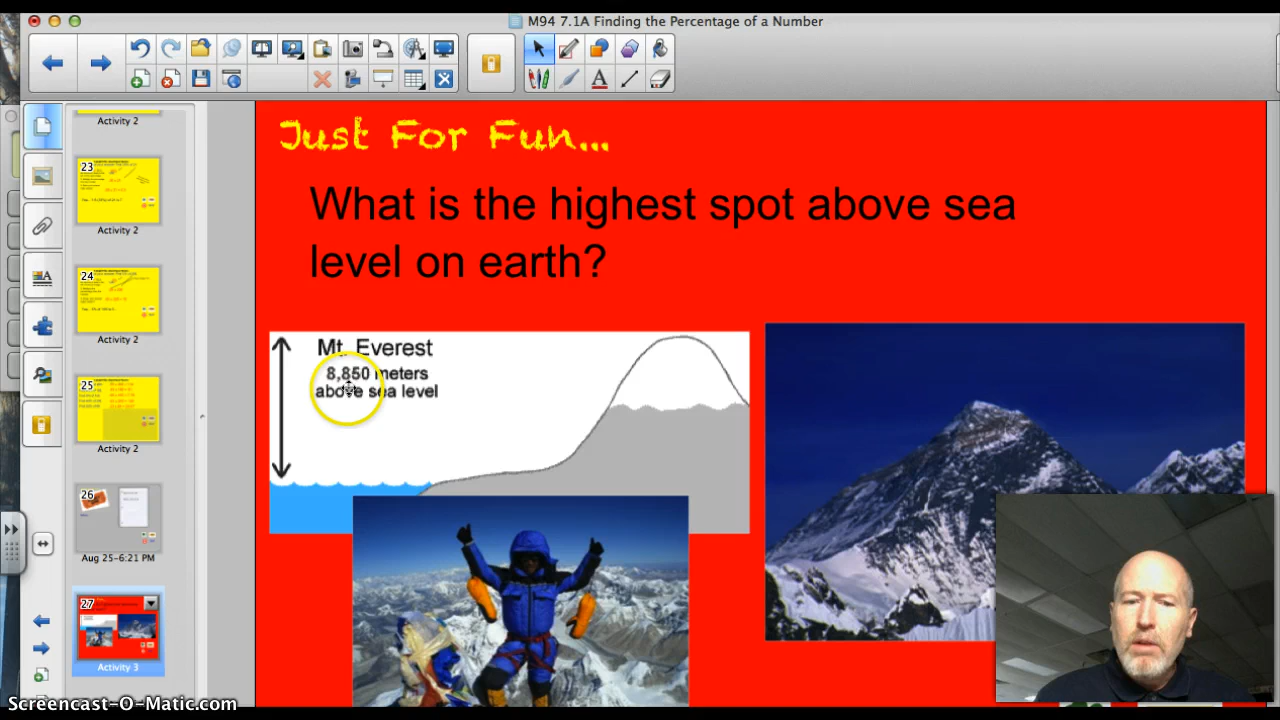 M94 7.1A Finding the Percentage of a Number
Activity 2
23
Activity 2
24
Activity 2
25
Activity 2
26
Aug 25-6:21 PM
27
Activity 3
Just For Fun...
What is the highest spot above sea
level on earth?
Mt. Everest
8,850 meters
above sea level
Screencast-O-Matic.com